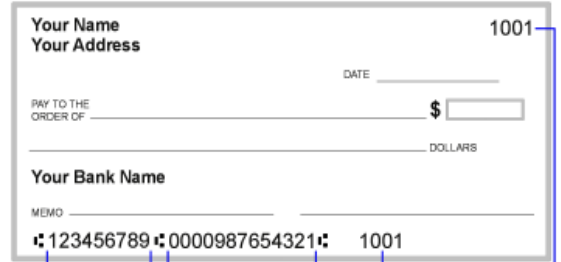 Your Name
1001
Your Address
DATE
PAY TO THE
ORDER OF
$
DOLLARS
Your Bank Name
MEMO
⑆123456789⑆ ⑆0000987654321⑆ 1001